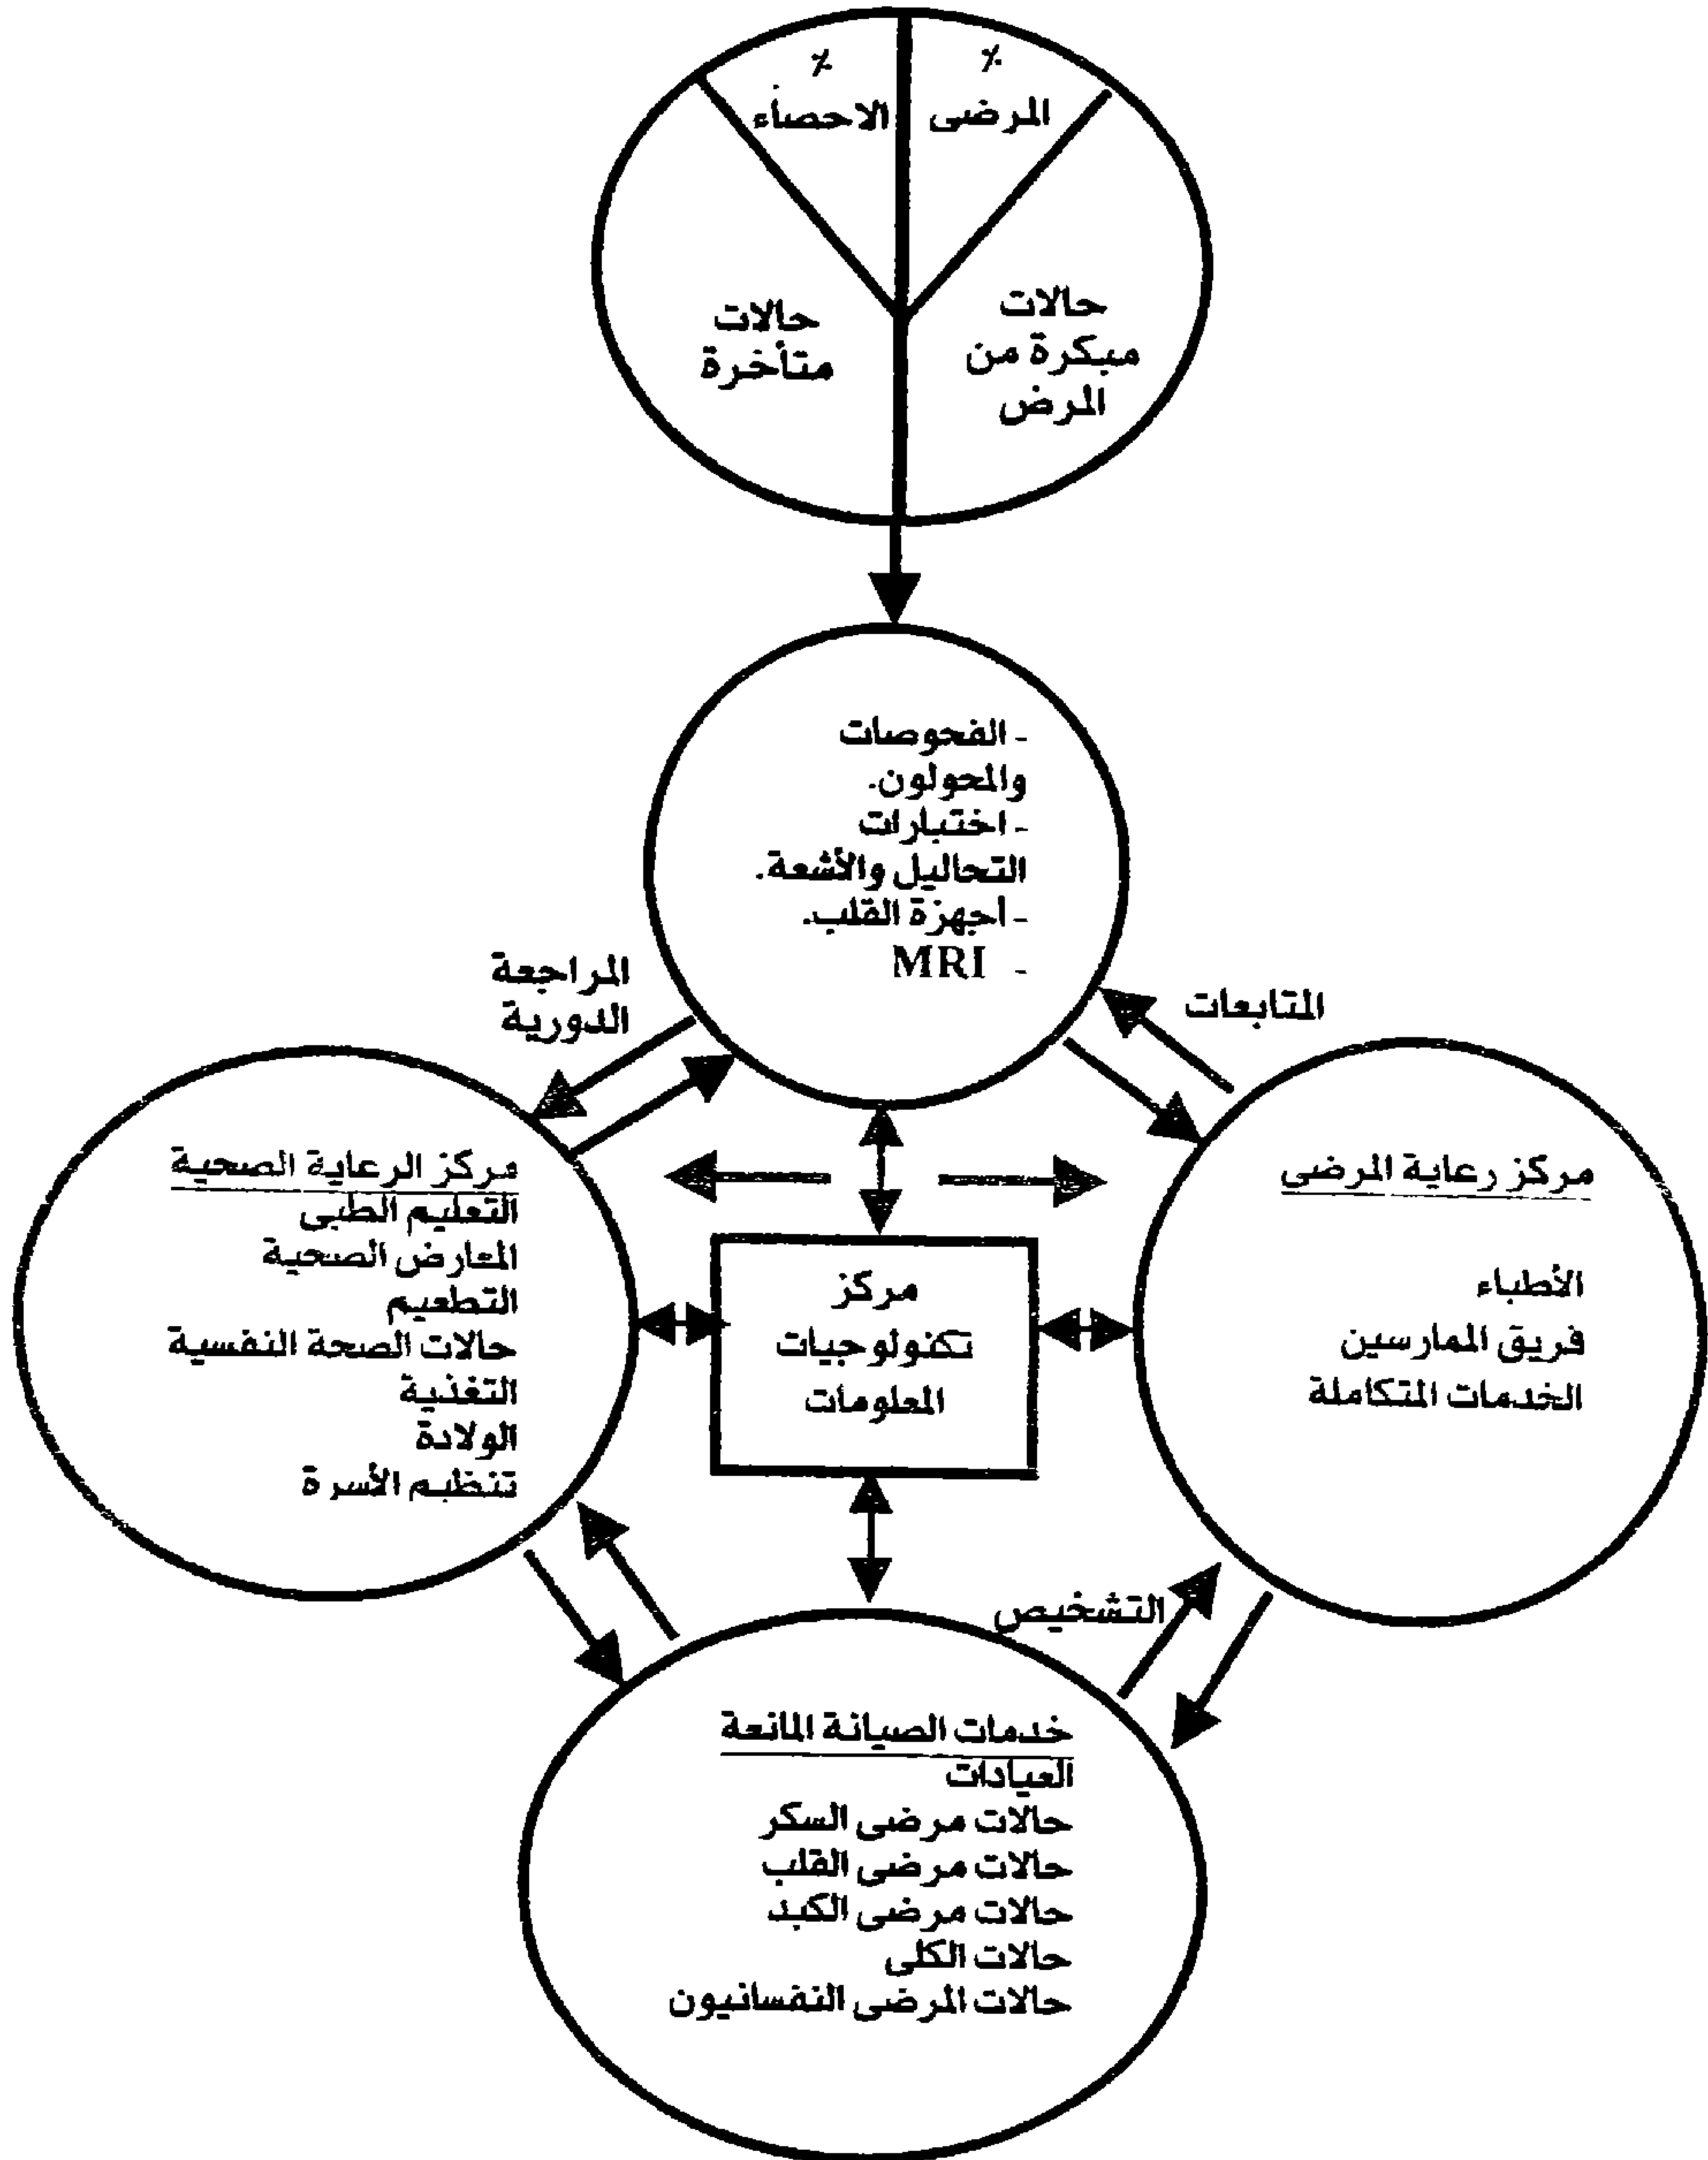 ٪
المرضى
٪
الاحصاء
حالات
مبكرة من
المرض
حالات
متأخرة
- الفحوصات
والمحولون.
- اختبارات
التحاليل والأشعة.
- أجهزة القلب.
- MRI
المتابعات
المراجعة
الدورية
مركز رعاية المرضى
الأطباء
فريق الممارسين
الخدمات المتكاملة
مركز
تكنولوجيات
المعلومات
مركز الرعاية الصحية
التعليم الطبى
المعارض الصحية
التطعيم
حالات الصحة النفسية
التغذية
الولادة
تنظيم الأسرة
التشخيص
خدمات الصيانة المانعة
العيادات
حالات مرضى السكر
حالات مرضى القلب
حالات مرضى الكبد
حالات الكلى
حالات المرضى النفسانيون